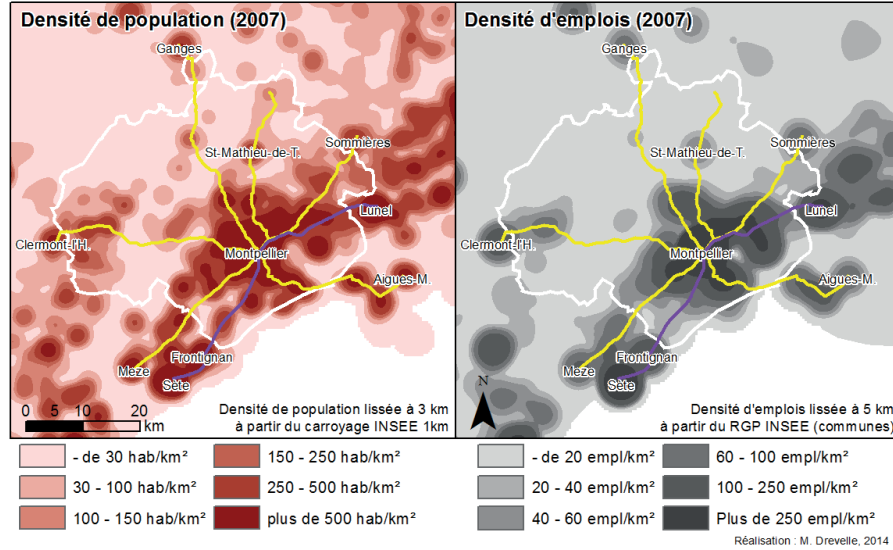 Densité de population (2007)
Ganges
St-Mathieu-de-T.
Sommières
Lunel
Clermont-l'H.
Montpellier
Aigues-M.
Frontignan
Meze
Sète
0 10 20
km
Densité de population lissée à 3 km
à partir du carroyage INSEE 1km
Densité d'emplois (2007)
Ganges
St-Mathieu-de-T.
Sommières
Lunel
Clermont-l'H.
Montpellier
Aigues-M.
Frontignan
Meze
Sète
N
Densité d'emplois lissée à 5 km
à partir du RGP INSEE (communes)
- de 30 hab/km²
30 - 100 hab/km²
100 - 150 hab/km²
150 - 250 hab/km²
250 - 500 hab/km²
plus de 500 hab/km²
- de 20 empl/km²
20 - 40 empl/km²
40 - 60 empl/km²
60 - 100 empl/km²
100 - 250 empl/km²
Plus de 250 empl/km²
Réalisation : M. Drevelle, 2014